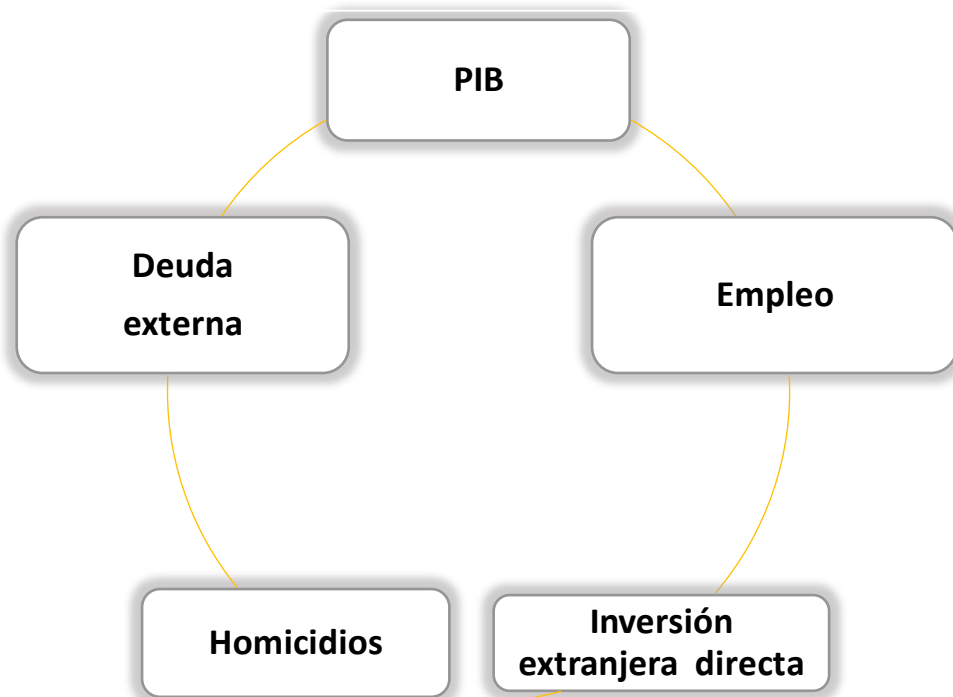 PIB
Deuda
externa
Empleo
Homicidios
Inversión
extranjera directa